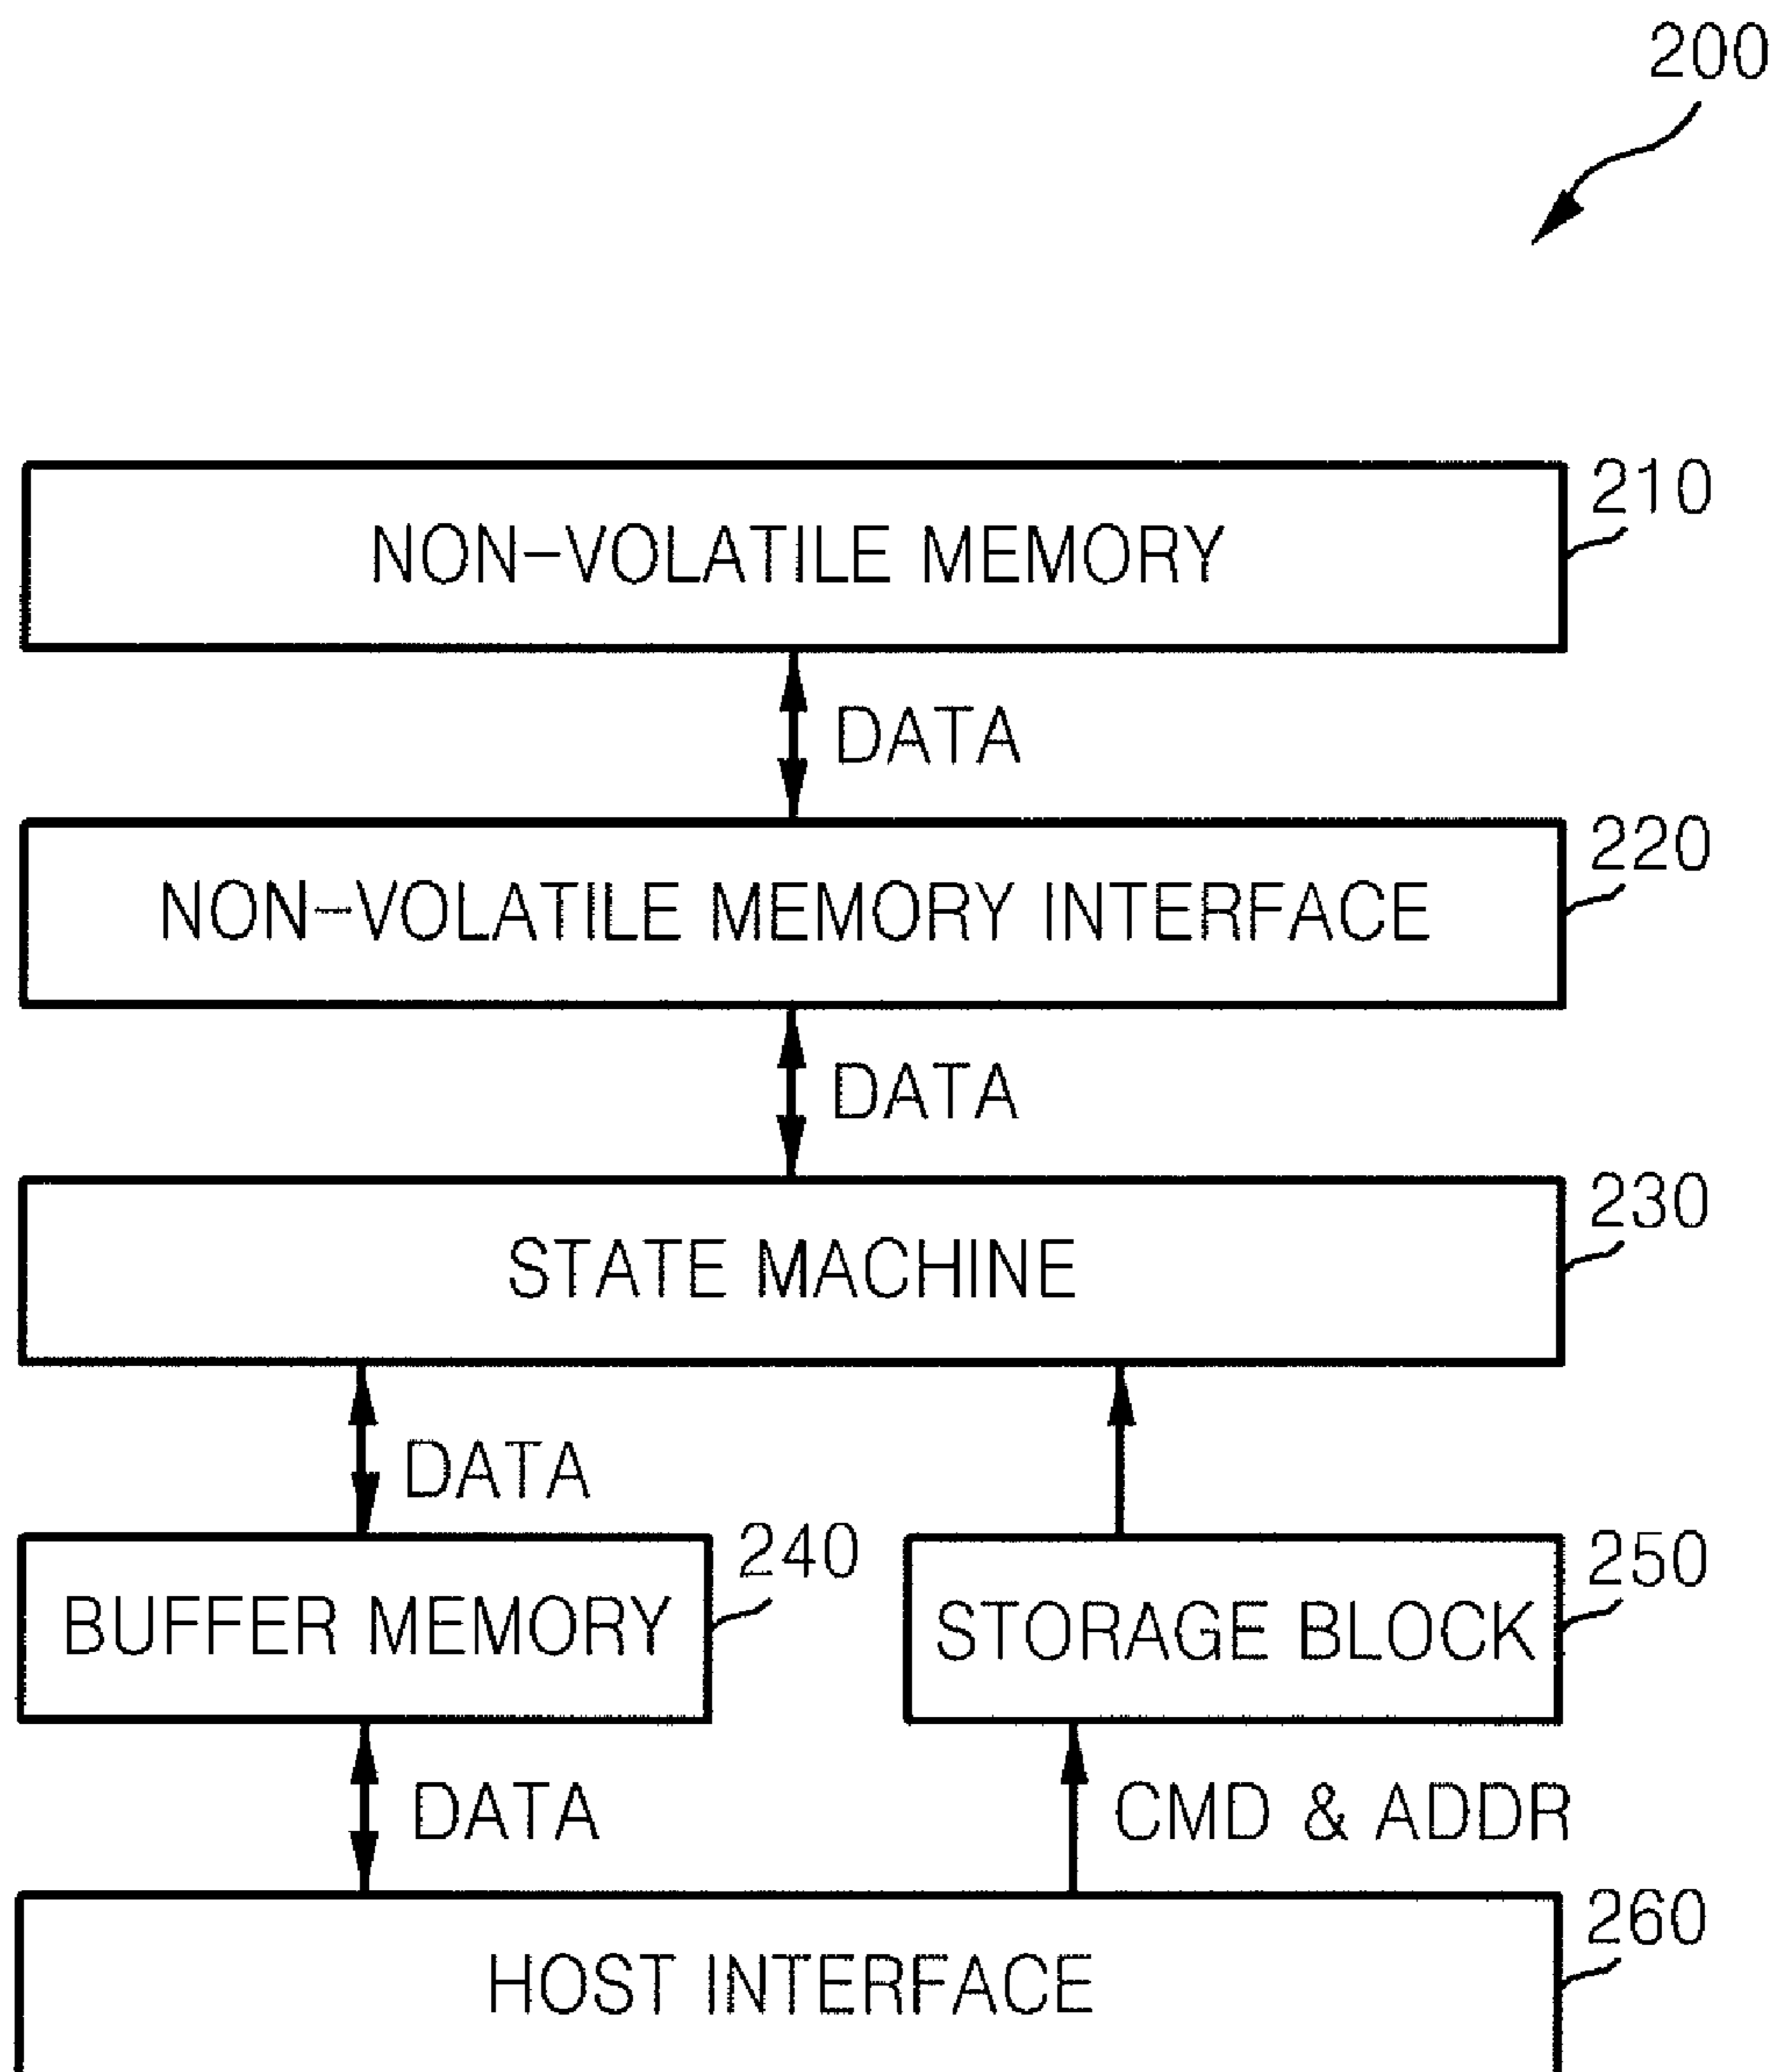 200
NON-VOLATILE MEMORY
210
DATA
NON-VOLATILE MEMORY INTERFACE
220
DATA
STATE MACHINE
230
DATA
BUFFER MEMORY
240
STORAGE BLOCK
250
DATA
CMD & ADDR
HOST INTERFACE
260